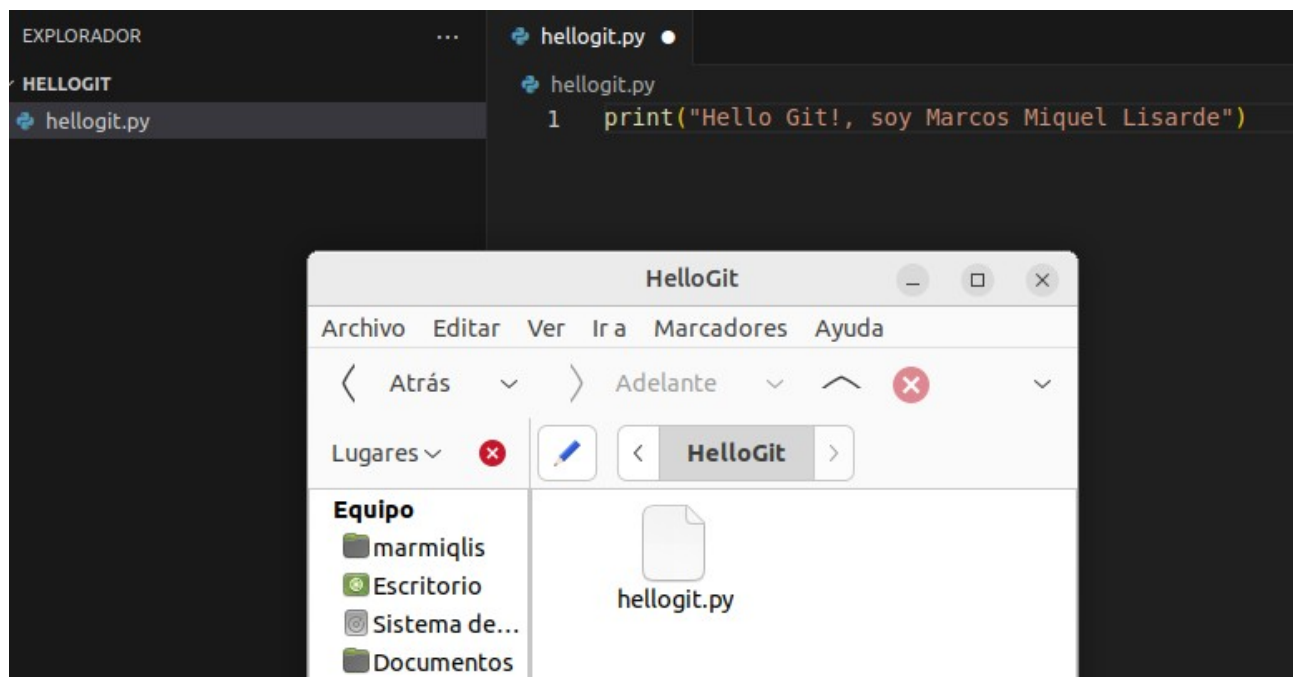 EXPLORADOR ...
HELLOGIT
hellogit.py
hellogit.py
hellogit.py
1 print("Hello Git!, soy Marcos Miquel Lisarde")
HelloGit
Archivo Editar Ver Ir a Marcadores Ayuda
Atrás Adelante
Lugares HelloGit
Equipo
marmiqlis
Escritorio
Sistema de...
Documentos
hellogit.py